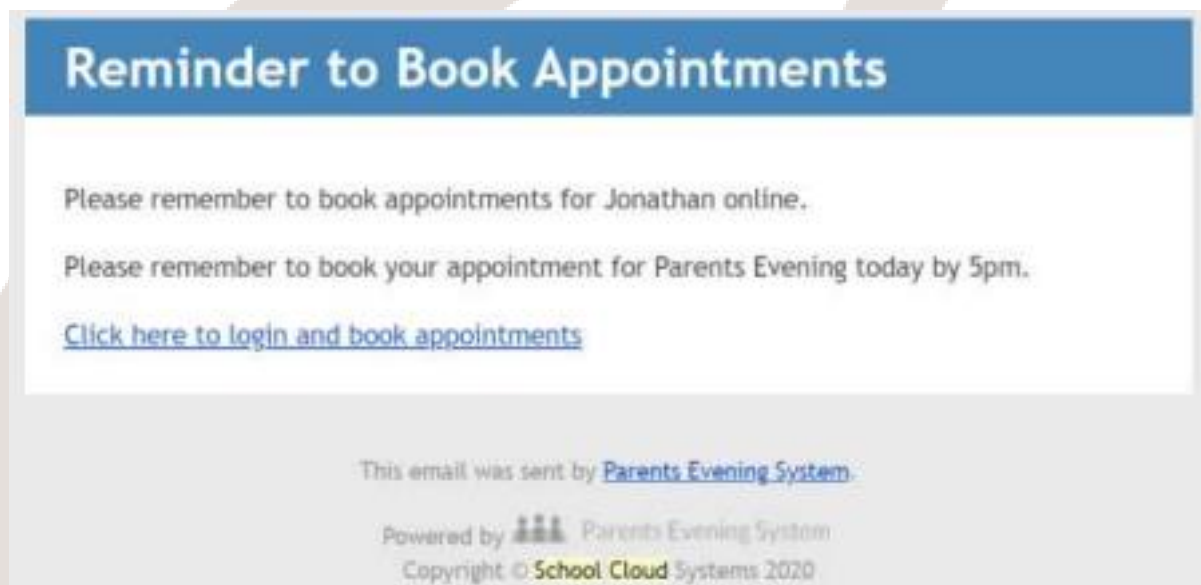 Reminder to Book Appointments
Please remember to book appointments for Jonathan online.
Please remember to book your appointment for Parents Evening today by 5pm.
Click here to login and book appointments
This email was sent by Parents Evening System.
Powered by Parents Evening System
Copyright © School Cloud Systems 2020